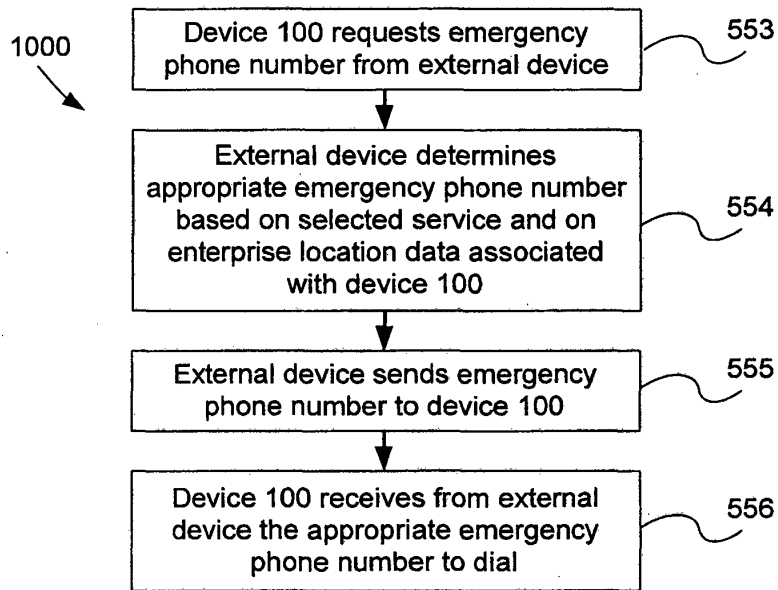 1000
Device 100 requests emergency
phone number from external device
553
External device determines
appropriate emergency phone number
based on selected service and on
enterprise location data associated
with device 100
554
External device sends emergency
phone number to device 100
555
Device 100 receives from external
device the appropriate emergency
phone number to dial
556